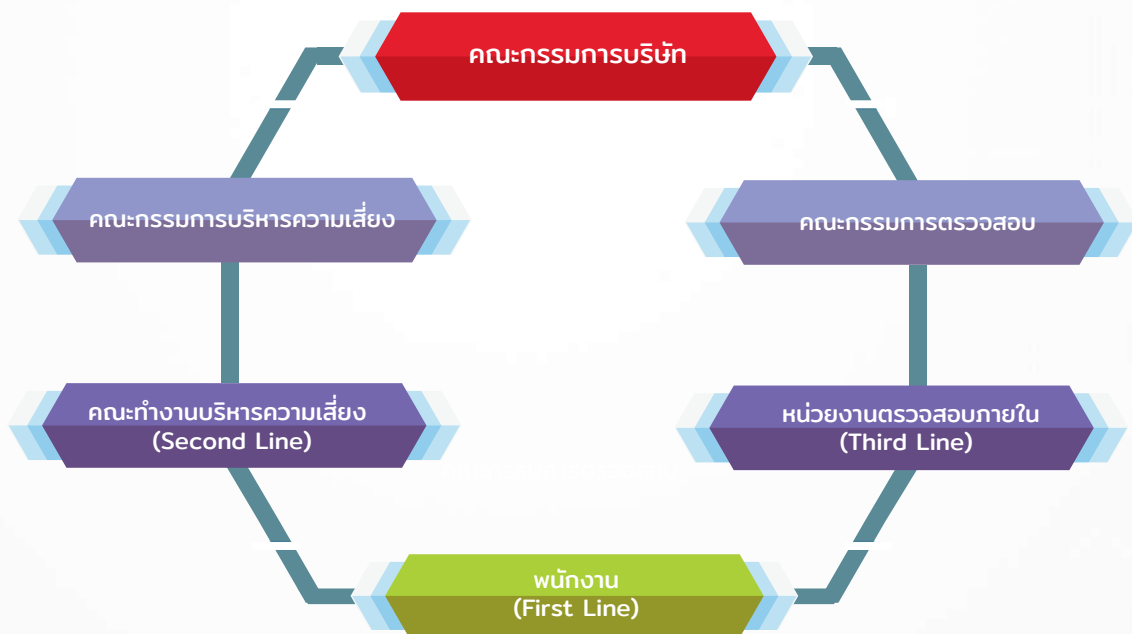 คณะกรรมการบริษัท
คณะกรรมการบริหารความเสี่ยง
คณะกรรมการตรวจสอบ
คณะทำงานบริหารความเสี่ยง
(Second Line)
หน่วยงานตรวจสอบภายใน
(Third Line)
พนักงาน
(First Line)